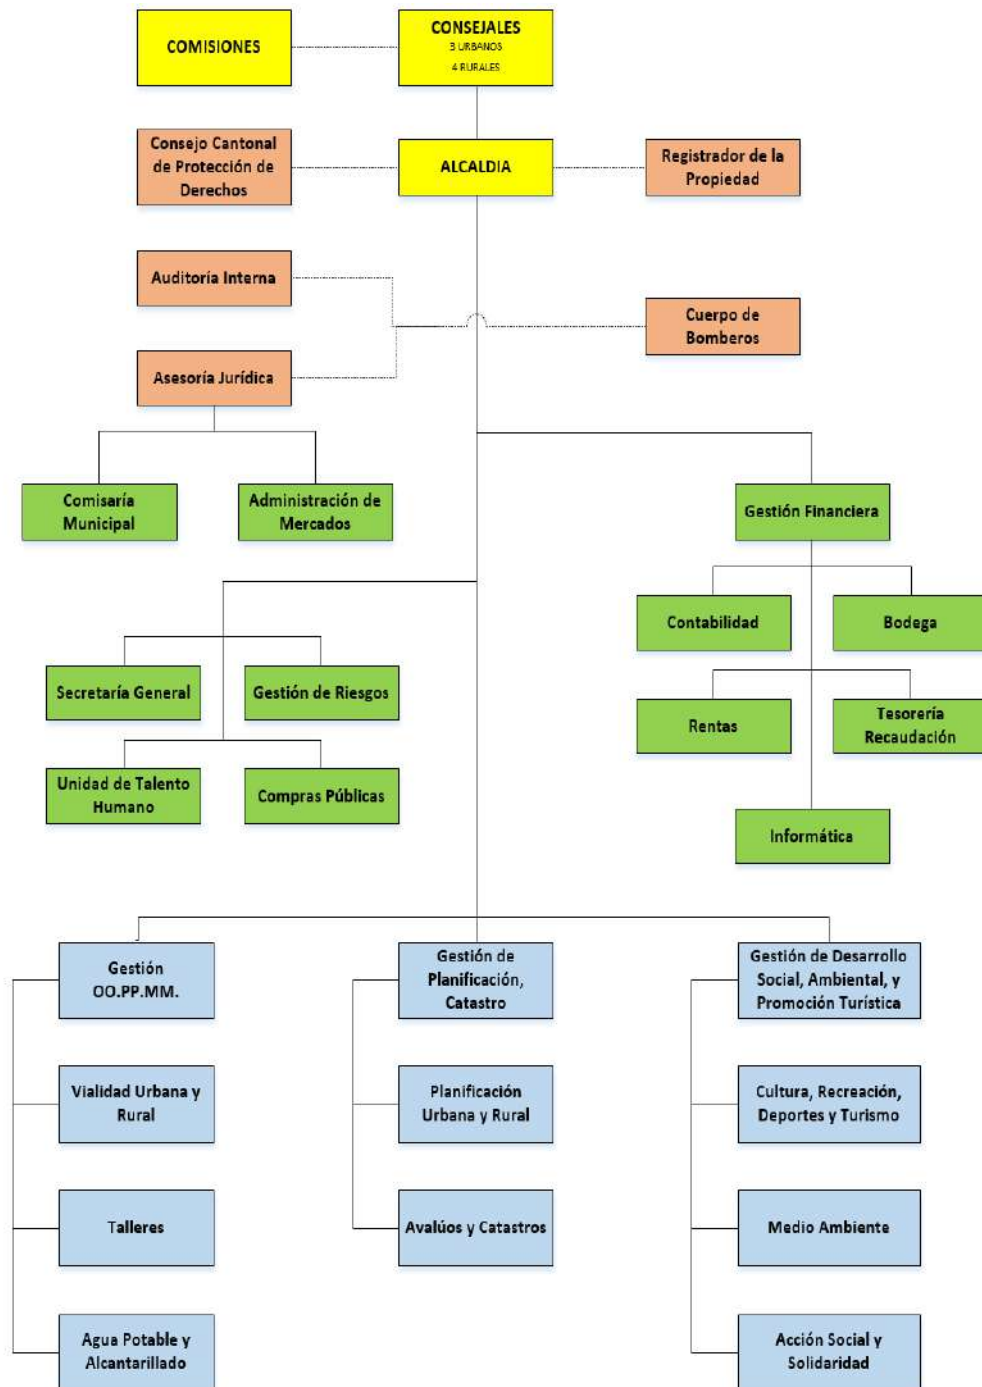 COMISIONES
CONSEJALES
3 URBANOS
4 RURALES
Consejo Cantonal
de Protección de
Derechos
ALCALDIA
Registrador de la
Propiedad
Auditoría Interna
Cuerpo de
Bomberos
Asesoría Jurídica
Comisaría
Municipal
Administración de
Mercados
Gestión Financiera
Contabilidad
Bodega
Secretaría General
Gestión de Riesgos
Rentas
Tesorería
Recaudación
Unidad de Talento
Humano
Compras Públicas
Informática
Gestión
OO.PP.MM.
Gestión de
Planificación,
Catastro
Gestión de Desarrollo
Social, Ambiental, y
Promoción Turística
Vialidad Urbana y
Rural
Planificación
Urbana y Rural
Cultura, Recreación,
Deportes y Turismo
Talleres
Avalúos y Catastros
Medio Ambiente
Agua Potable y
Alcantarillado
Acción Social y
Solidaridad